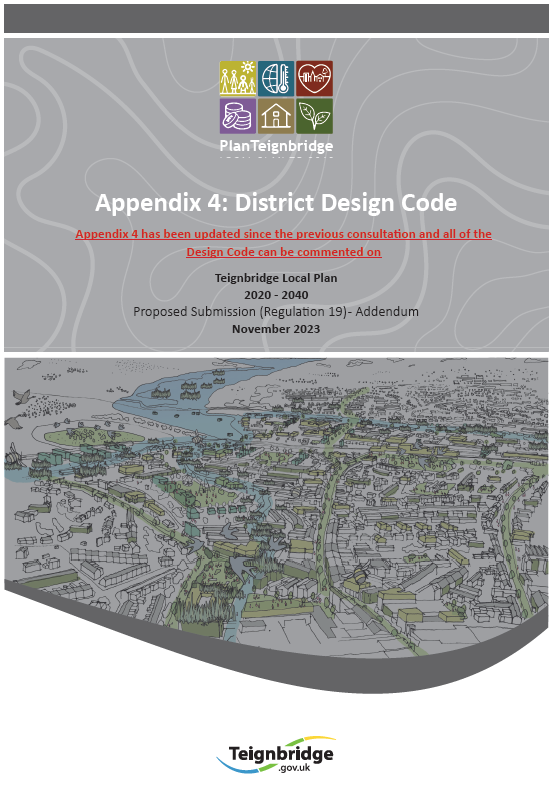 PlanTeignbridge
Appendix 4: District Design Code
Appendix 4 has been updated since the previous consultation and all of the
Design Code can be commented on
Teignbridge Local Plan
2020 - 2040
Proposed Submission (Regulation 19)- Addendum
November 2023
Teignbridge
.gov.uk